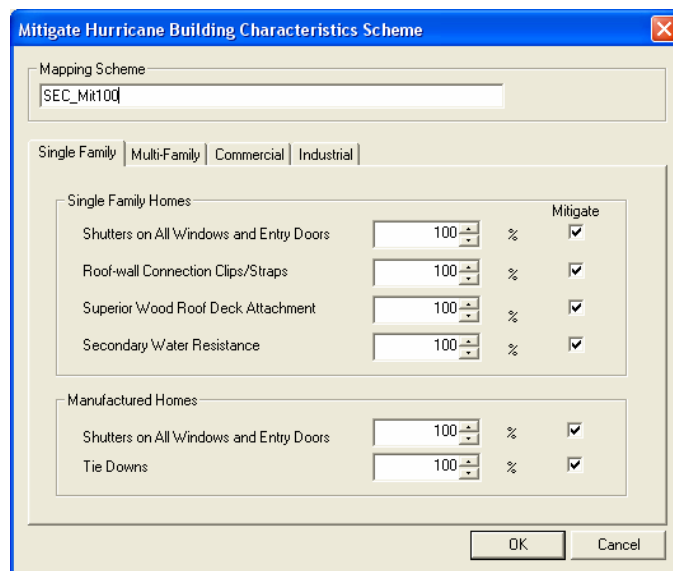 Mitigate Hurricane Building Characteristics Scheme
Mapping Scheme
SEC_Mit100
Single Family Multi-Family Commercial Industrial
Single Family Homes
Mitigate
Shutters on All Windows and Entry Doors 100 %
Roof-wall Connection Clips/Straps 100 %
Superior Wood Roof Deck Attachment 100 %
Secondary Water Resistance 100 %
Manufactured Homes
Shutters on All Windows and Entry Doors 100 %
Tie Downs 100 %
OK Cancel